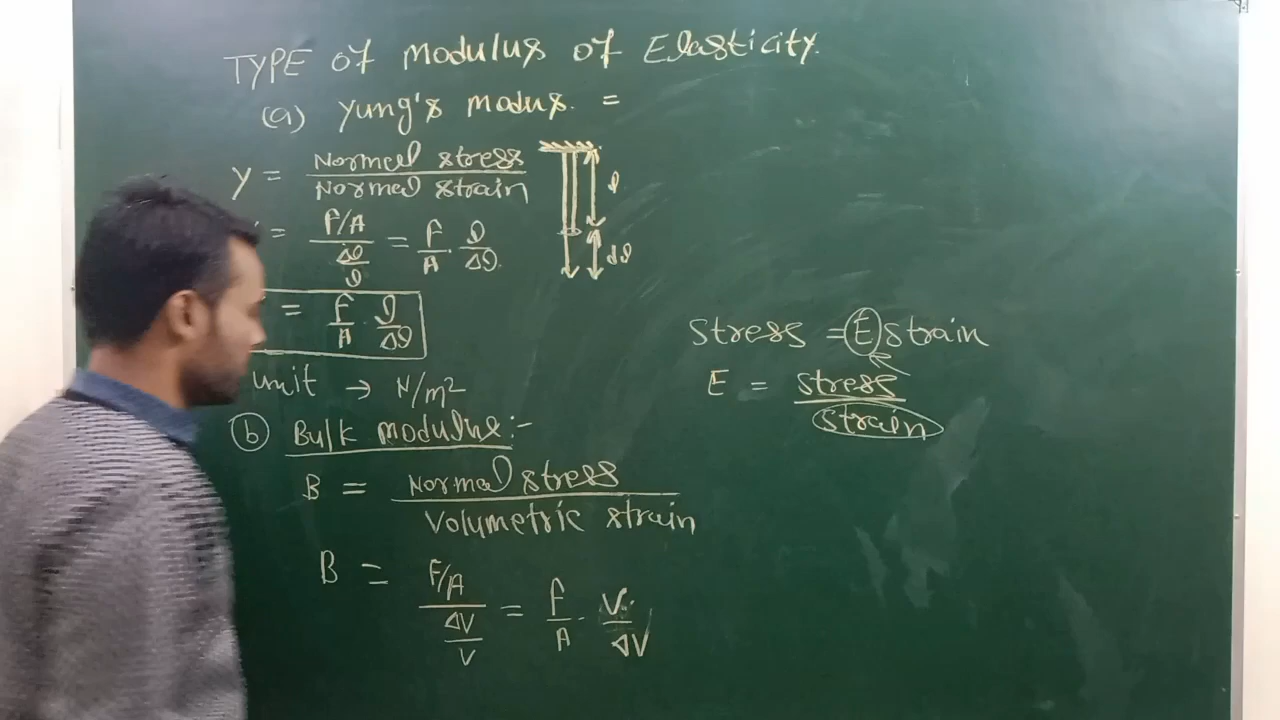 TYPE of modulus of Elasticity.
(a) Yung's modus. =
Y = Normal stress / Normal strain
= F/A / Δl/l = F/A · l/Δl
l
dl
= F/A · l/Δl
unit → N/m²
(b) Bulk modulus:-
B = Normal stress / Volumetric strain
B = F/A / ΔV/V = F/A · V/ΔV
stress = E strain
E = stress / strain